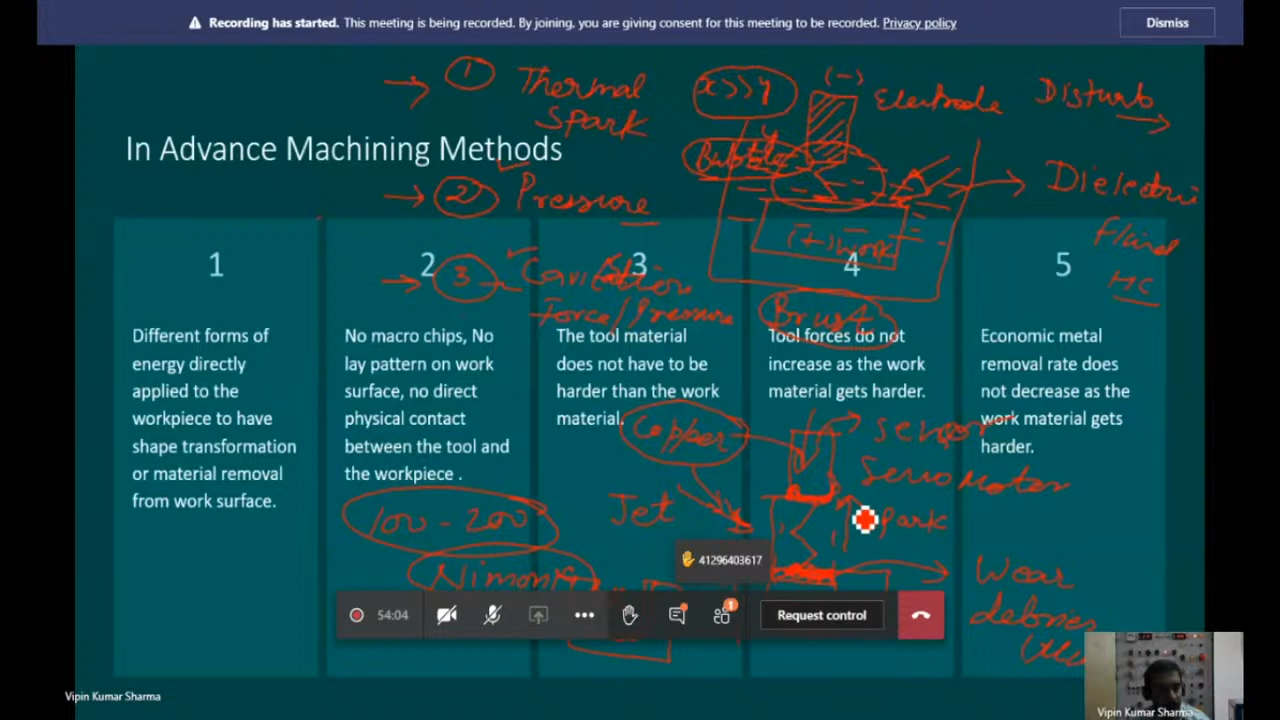 Recording has started. This meeting is being recorded. By joining, you are giving consent for this meeting to be recorded. Privacy policy
Dismiss
1 Thermal
Spark
x>>y
(-)
Electrode
Disturb
In Advance Machining Methods
Bubble
2 Pressure
Dielectric
fluid
HC
3 Cavitation
Force/Pressure
(+) work
Brust
1
Different forms of
energy directly
applied to the
workpiece to have
shape transformation
or material removal
from work surface.
2
No macro chips, No
lay pattern on work
surface, no direct
physical contact
between the tool and
the workpiece .
3
The tool material
does not have to be
harder than the work
material.
4
Tool forces do not
increase as the work
material gets harder.
5
Economic metal
removal rate does
not decrease as the
work material gets
harder.
Copper
Sensor
Servo Motor
100-200
Jet
Spark
41296403617
Wear
debries
54:04
1
Request control
Vipin Kumar Sharma
Vipin Kumar Sharma